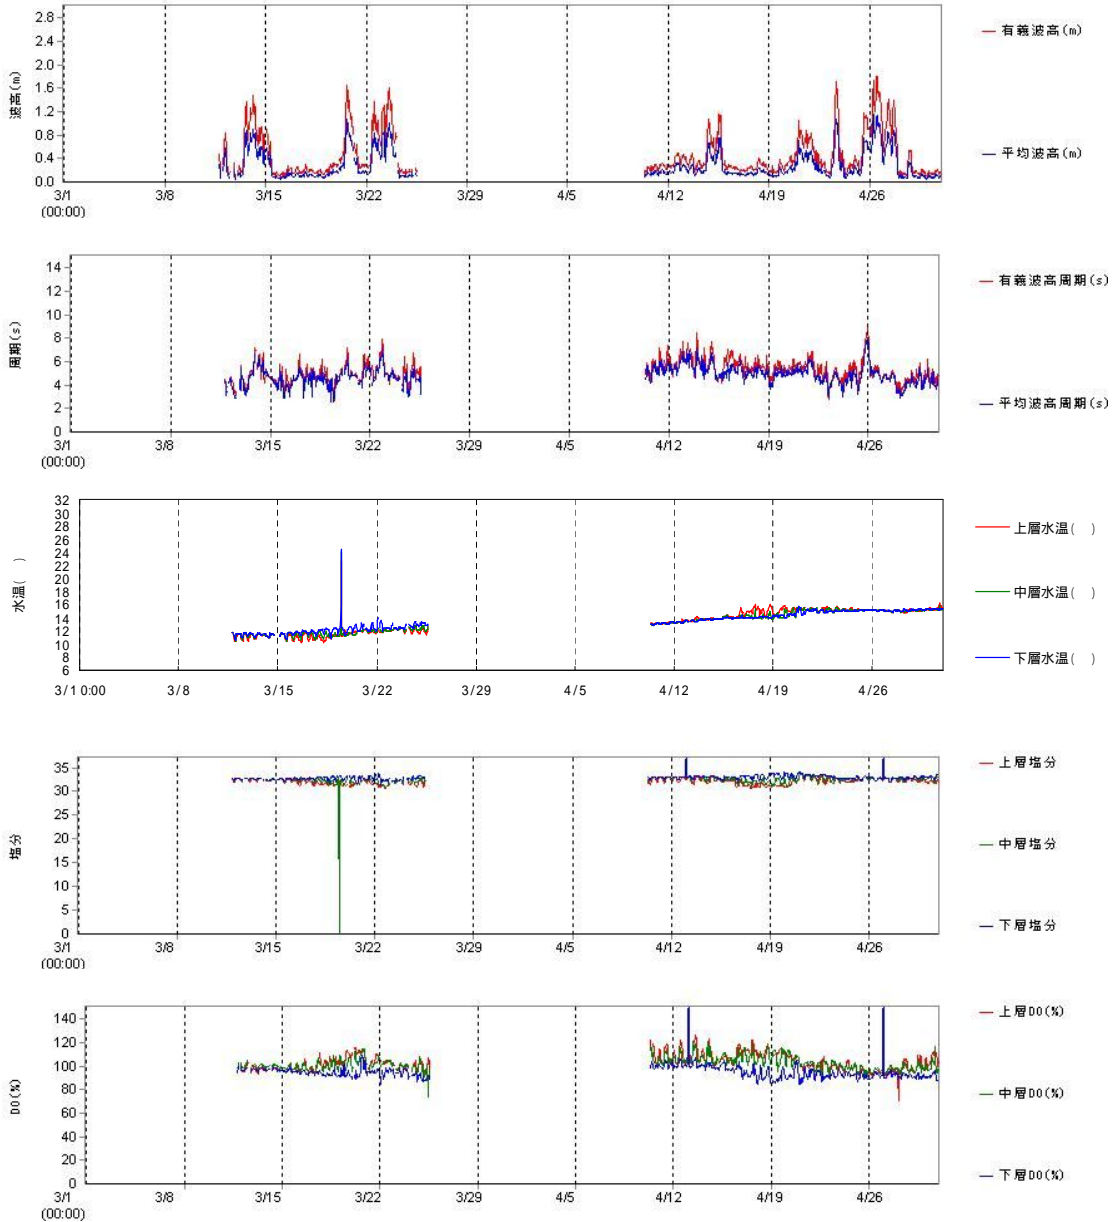 2.8
2.4
2.0
1.6
1.2
0.8
0.4
0.0
波高(m)
3/1 3/8 3/15 3/22 3/29 4/5 4/12 4/19 4/26
(00:00)
有義波高(m)
平均波高(m)
14
12
10
8
6
4
2
0
周期(s)
3/1 3/8 3/15 3/22 3/29 4/5 4/12 4/19 4/26
(00:00)
有義波高周期(s)
平均波高周期(s)
32
30
28
26
24
22
20
18
16
14
12
10
8
6
水温( )
3/1 0:00 3/8 3/15 3/22 3/29 4/5 4/12 4/19 4/26
上層水温( )
中層水温( )
下層水温( )
35
30
25
20
15
10
5
0
塩分
3/1 3/8 3/15 3/22 3/29 4/5 4/12 4/19 4/26
(00:00)
上層塩分
中層塩分
下層塩分
140
120
100
80
60
40
20
0
DO(%)
3/1 3/8 3/15 3/22 3/29 4/5 4/12 4/19 4/26
(00:00)
上層DO(%)
中層DO(%)
下層DO(%)